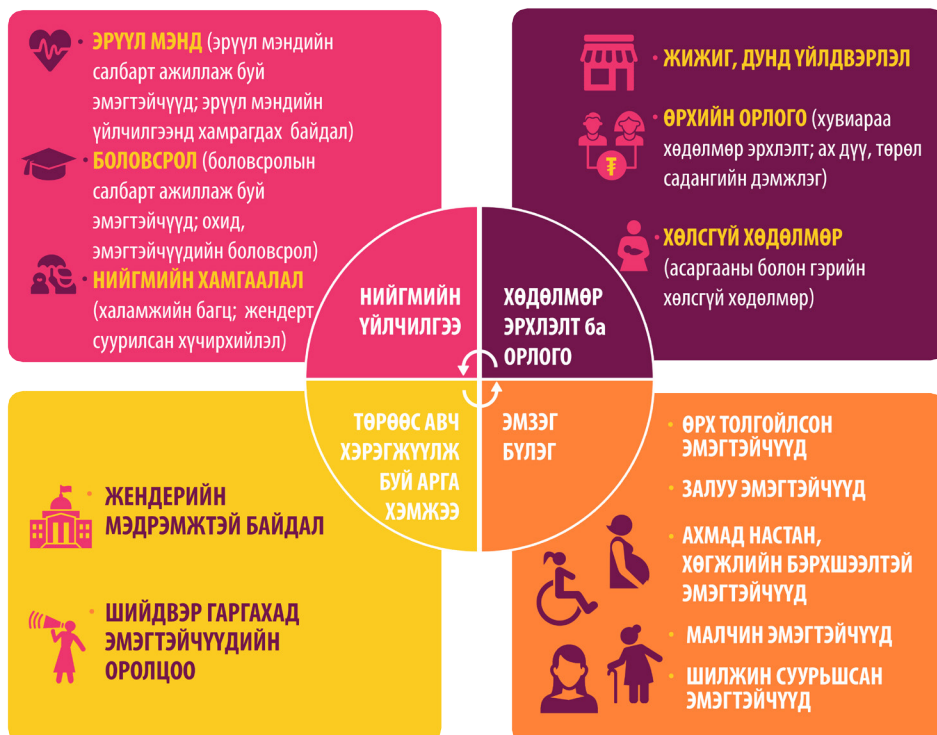 • ЭРҮҮЛ МЭНД (эрүүл мэндийн
салбарт ажиллаж буй
эмэгтэйчүүд; эрүүл мэндийн
үйлчилгээнд хамрагдах байдал)
• БОЛОВСРОЛ (боловсролын
салбарт ажиллаж буй
эмэгтэйчүүд; охид,
эмэгтэйчүүдийн боловсрол)
• НИЙГМИЙН ХАМГААЛАЛ
(халамжийн багц; жендерт
суурилсан хүчирхийлэл)
НИЙГМИЙН
ҮЙЛЧИЛГЭЭ
• ЖИЖИГ, ДУНД ҮЙЛДВЭРЛЭЛ
• ӨРХИЙН ОРЛОГО (хувиараа
хөдөлмөр эрхлэлт; ах дүү, төрөл
садангийн дэмжлэг)
₮
• ХӨЛСГҮЙ ХӨДӨЛМӨР
(асаргааны болон гэрийн
хөлсгүй хөдөлмөр)
ХӨДӨЛМӨР
ЭРХЛЭЛТ ба
ОРЛОГО
ТӨРӨӨС АВЧ
ХЭРЭГЖҮҮЛЖ
БУЙ АРГА
ХЭМЖЭЭ
• ЖЕНДЕРИЙН
МЭДРЭМЖТЭЙ БАЙДАЛ
• ШИЙДВЭР ГАРГАХАД
ЭМЭГТЭЙЧҮҮДИЙН
ОРОЛЦОО
ЭМЗЭГ
БҮЛЭГ
• ӨРХ ТОЛГОЙЛСОН
ЭМЭГТЭЙЧҮҮД
• ЗАЛУУ ЭМЭГТЭЙЧҮҮД
• АХМАД НАСТАН,
ХӨГЖЛИЙН БЭРХШЭЭЛТЭЙ
ЭМЭГТЭЙЧҮҮД
• МАЛЧИН ЭМЭГТЭЙЧҮҮД
• ШИЛЖИН СУУРЬШСАН
ЭМЭГТЭЙЧҮҮД